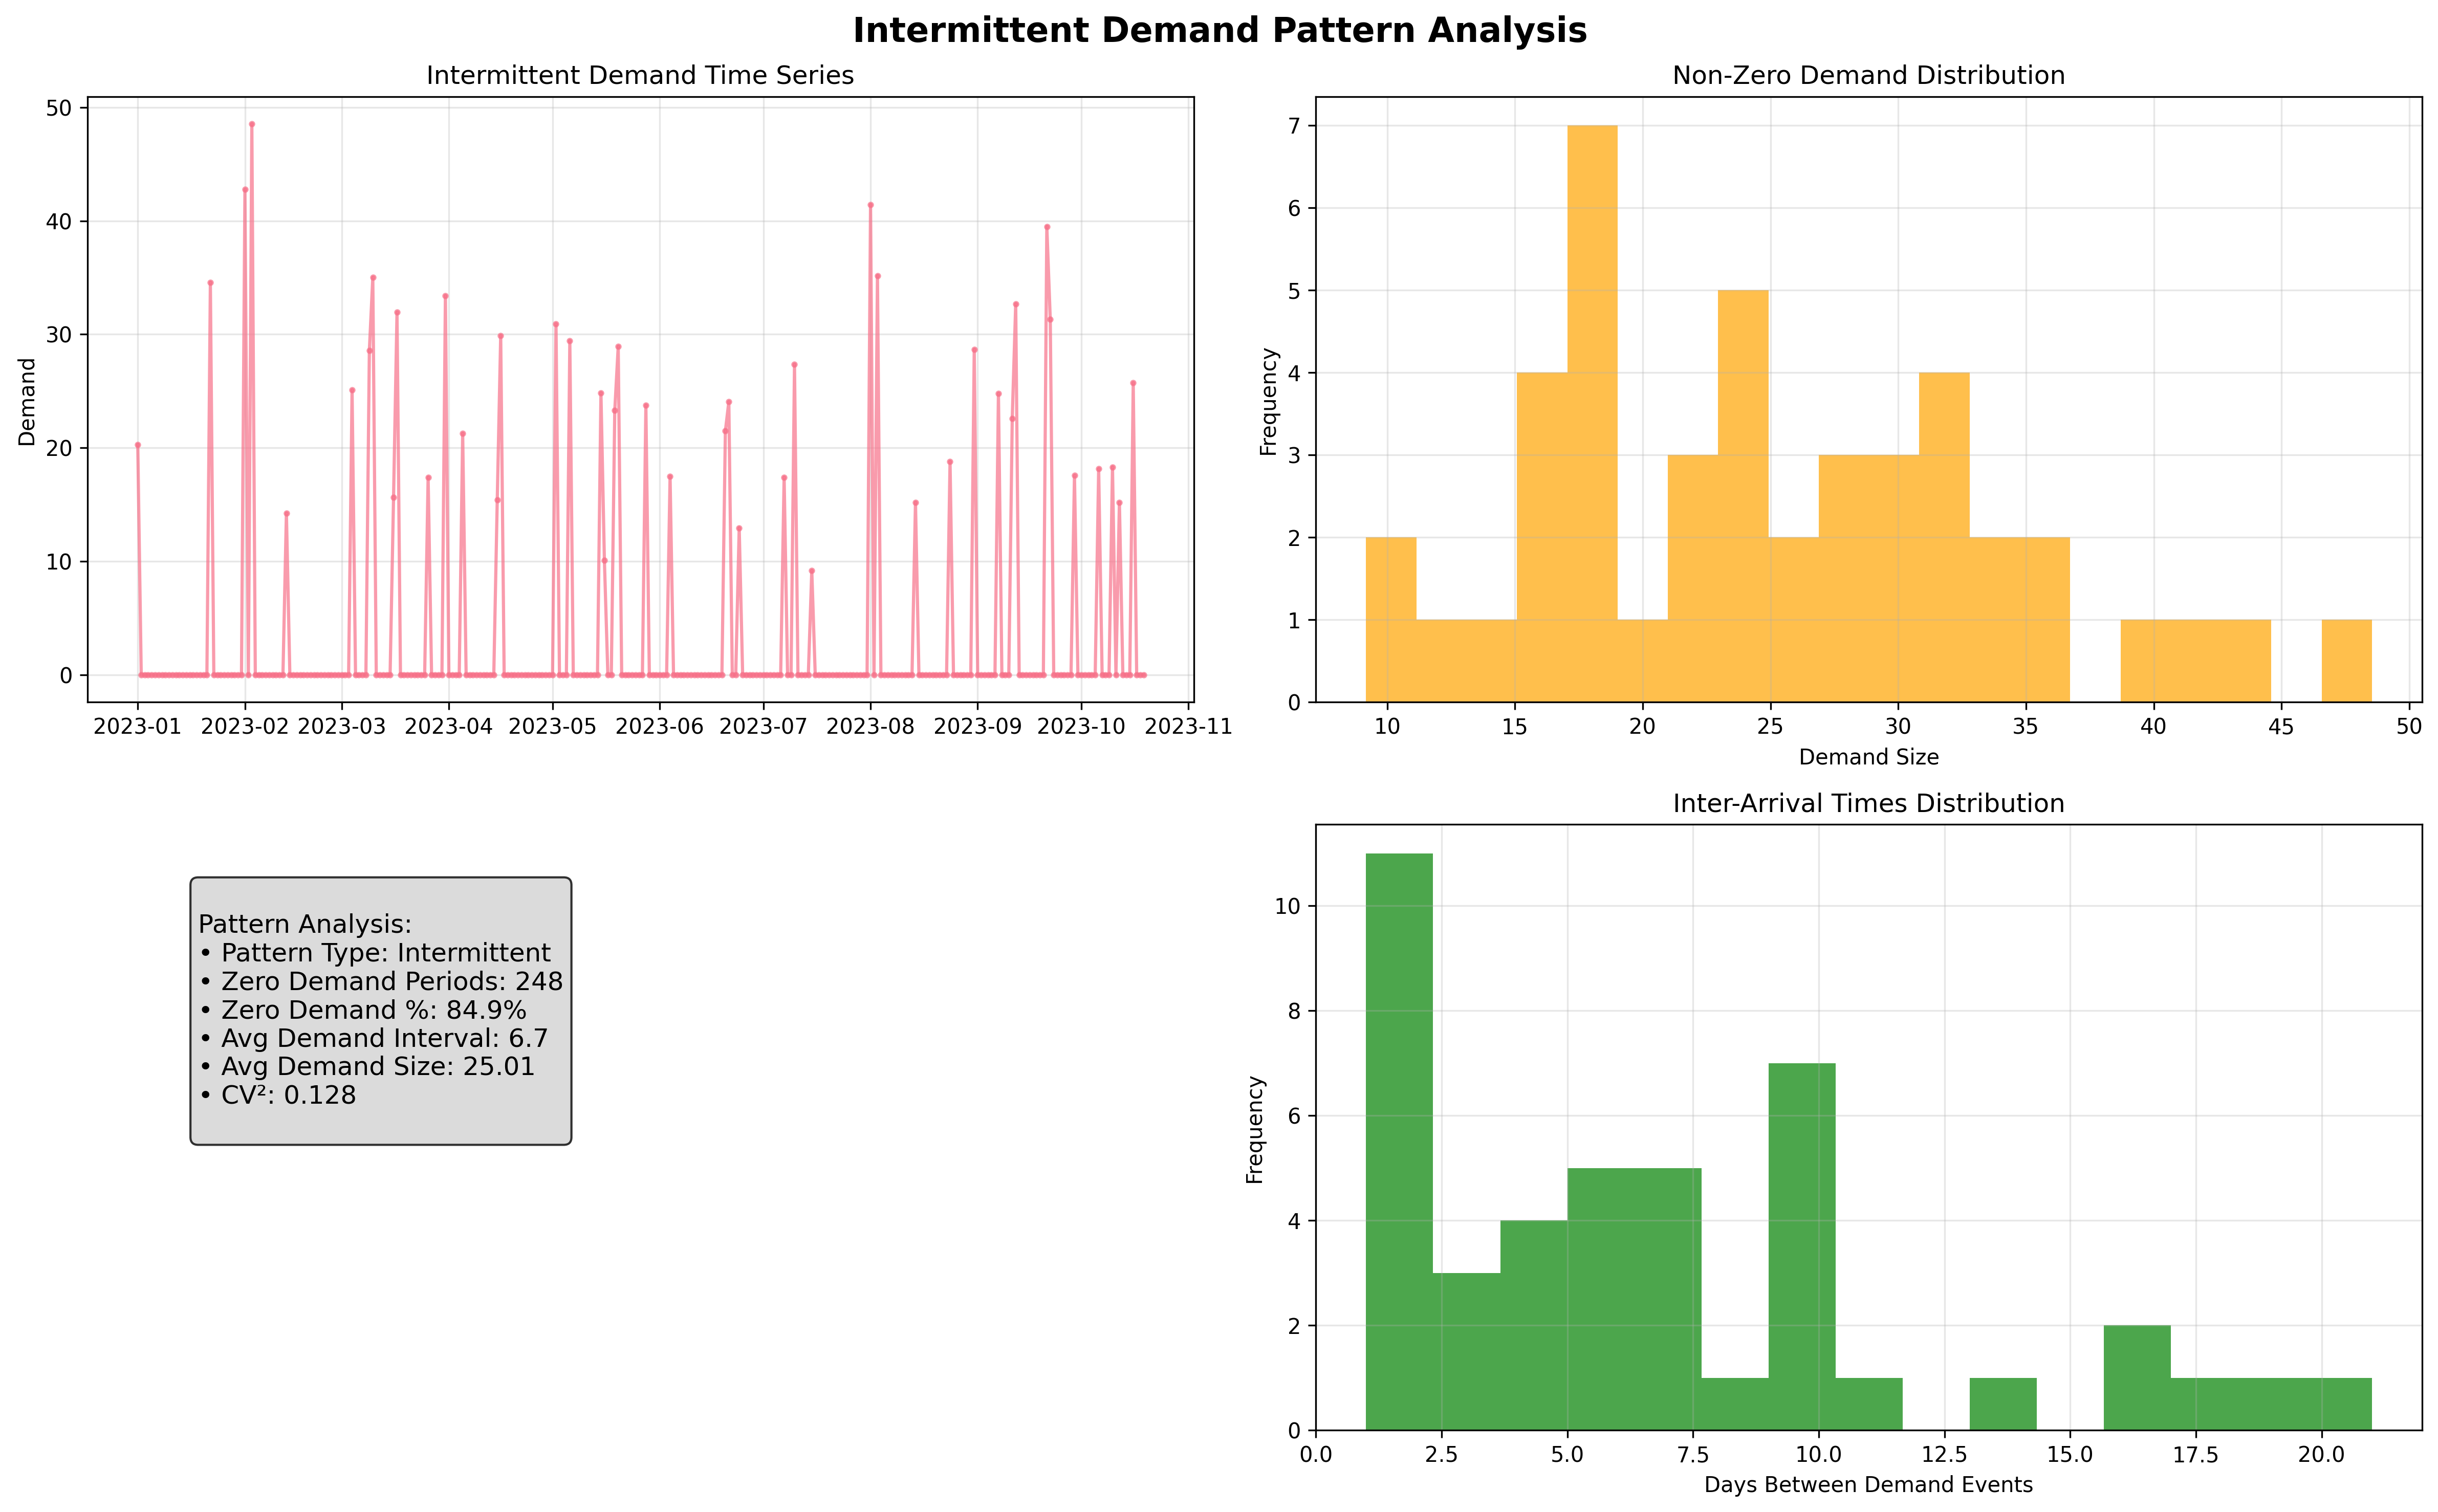 Intermittent Demand Pattern Analysis
Intermittent Demand Time Series
Demand
50
40
30
20
10
0
2023-01 2023-02 2023-03 2023-04 2023-05 2023-06 2023-07 2023-08 2023-09 2023-10 2023-11
Non-Zero Demand Distribution
Frequency
7
6
5
4
3
2
1
0
10 15 20 25 30 35 40 45 50
Demand Size
Pattern Analysis:
• Pattern Type: Intermittent
• Zero Demand Periods: 248
• Zero Demand %: 84.9%
• Avg Demand Interval: 6.7
• Avg Demand Size: 25.01
• CV²: 0.128
Inter-Arrival Times Distribution
Frequency
10
8
6
4
2
0
0.0 2.5 5.0 7.5 10.0 12.5 15.0 17.5 20.0
Days Between Demand Events